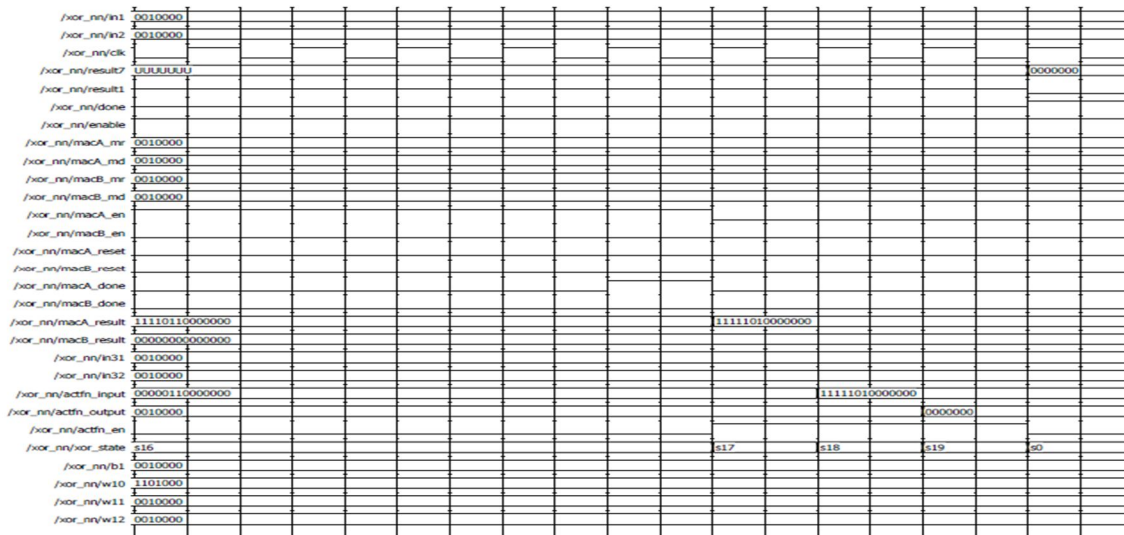 /xor_nn/in1 0010000
/xor_nn/in2 0010000
/xor_nn/clk
/xor_nn/result7 UUUUUUU 0000000
/xor_nn/result1
/xor_nn/done
/xor_nn/enable
/xor_nn/macA_mr 0010000
/xor_nn/macA_md 0010000
/xor_nn/macB_mr 0010000
/xor_nn/macB_md 0010000
/xor_nn/macA_en
/xor_nn/macB_en
/xor_nn/macA_reset
/xor_nn/macB_reset
/xor_nn/macA_done
/xor_nn/macB_done
/xor_nn/macA_result 11110110000000 11111010000000
/xor_nn/macB_result 00000000000000
/xor_nn/in31 0010000
/xor_nn/in32 0010000
/xor_nn/actfn_input 00000110000000 11111010000000
/xor_nn/actfn_output 0010000 0000000
/xor_nn/actfn_en
/xor_nn/xor_state s16 s17 s18 s19 s0
/xor_nn/b1 0010000
/xor_nn/w10 1101000
/xor_nn/w11 0010000
/xor_nn/w12 0010000